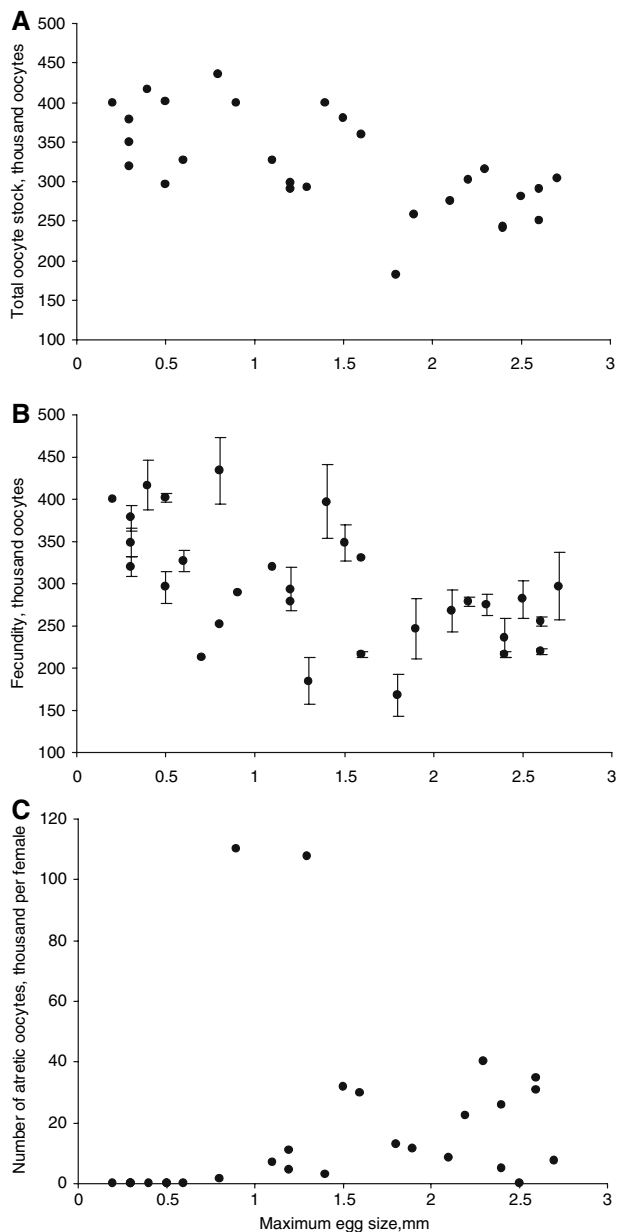 A
Total oocyte stock, thousand oocytes
500
450
400
350
300
250
200
150
100
0 0.5 1 1.5 2 2.5 3
B
Fecundity, thousand oocytes
500
450
400
350
300
250
200
150
100
0 0.5 1 1.5 2 2.5 3
C
Number of atretic oocytes, thousand per female
120
100
80
60
40
20
0
0 0.5 1 1.5 2 2.5 3
Maximum egg size,mm